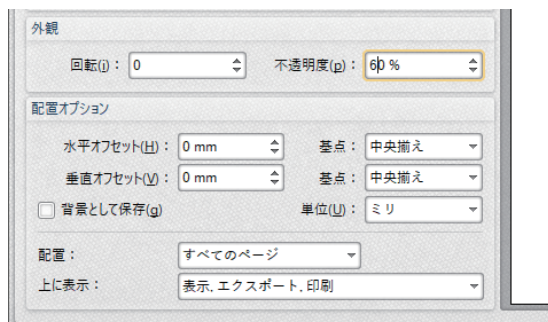 外観
回転(i)： 0 不透明度(p)： 60 %
配置オプション
水平オフセット(H)： 0 mm 基点： 中央揃え
垂直オフセット(V)： 0 mm 基点： 中央揃え
背景として保存(g) 単位(U)： ミリ
配置： すべてのページ
上に表示： 表示, エクスポート, 印刷